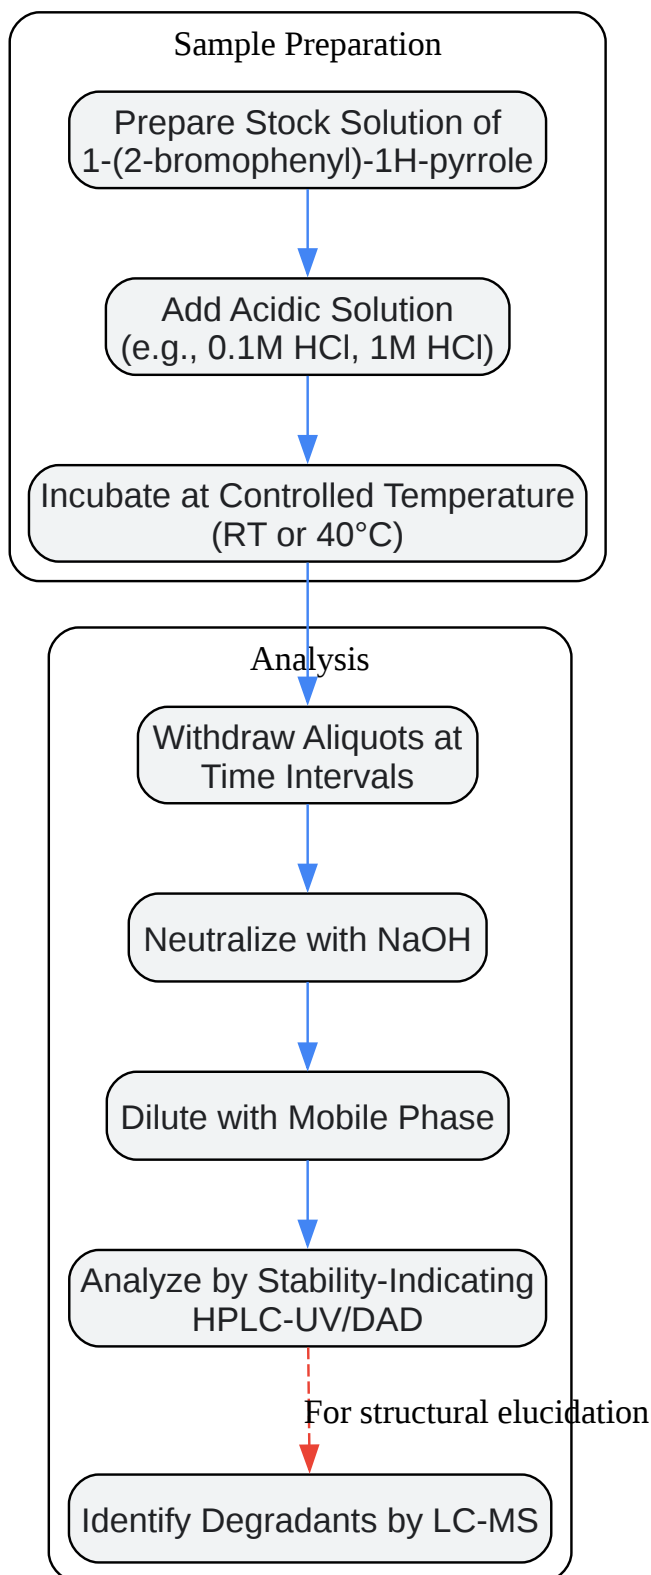 Sample Preparation
Prepare Stock Solution of
1-(2-bromophenyl)-1H-pyrrole
Add Acidic Solution
(e.g., 0.1M HCl, 1M HCl)
Incubate at Controlled Temperature
(RT or 40°C)
Analysis
Withdraw Aliquots at
Time Intervals
Neutralize with NaOH
Dilute with Mobile Phase
Analyze by Stability-Indicating
HPLC-UV/DAD
For structural elucidation
Identify Degradants by LC-MS